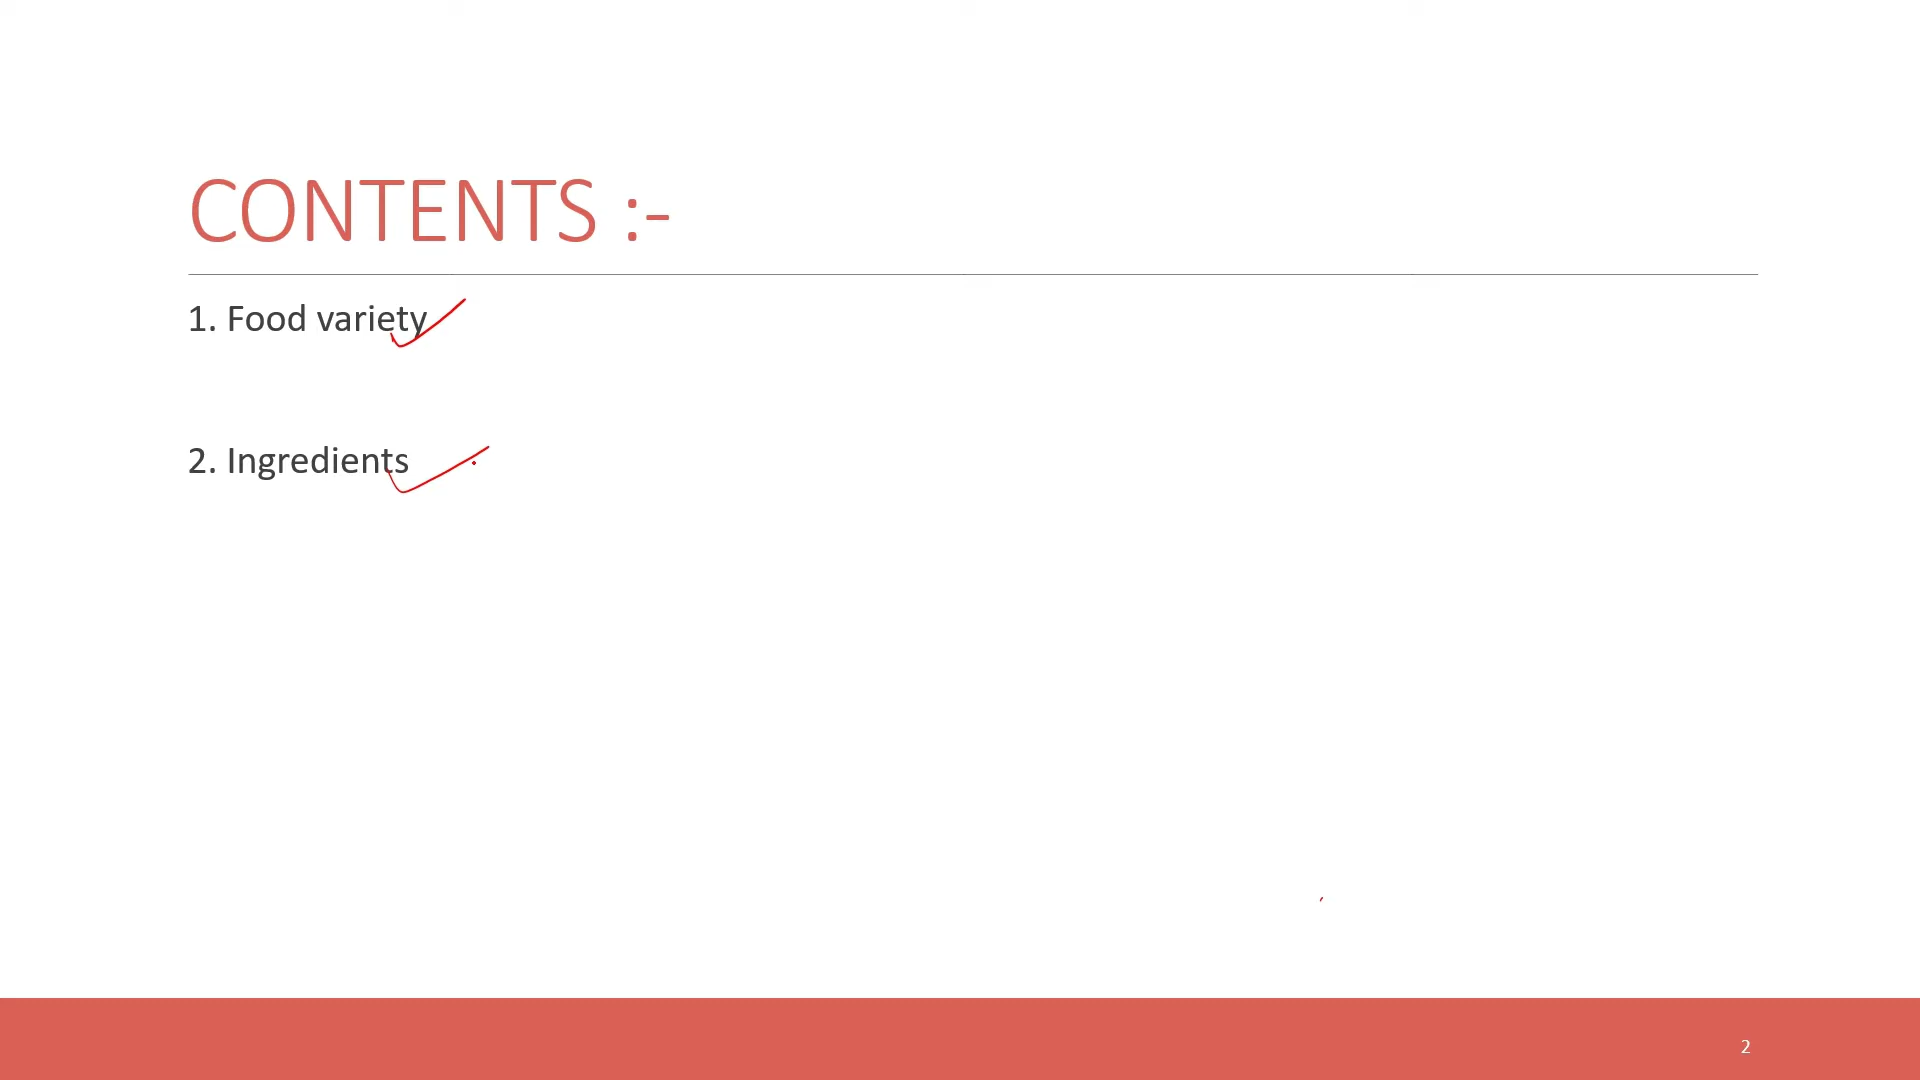 CONTENTS :-
1. Food variety
2. Ingredients
2